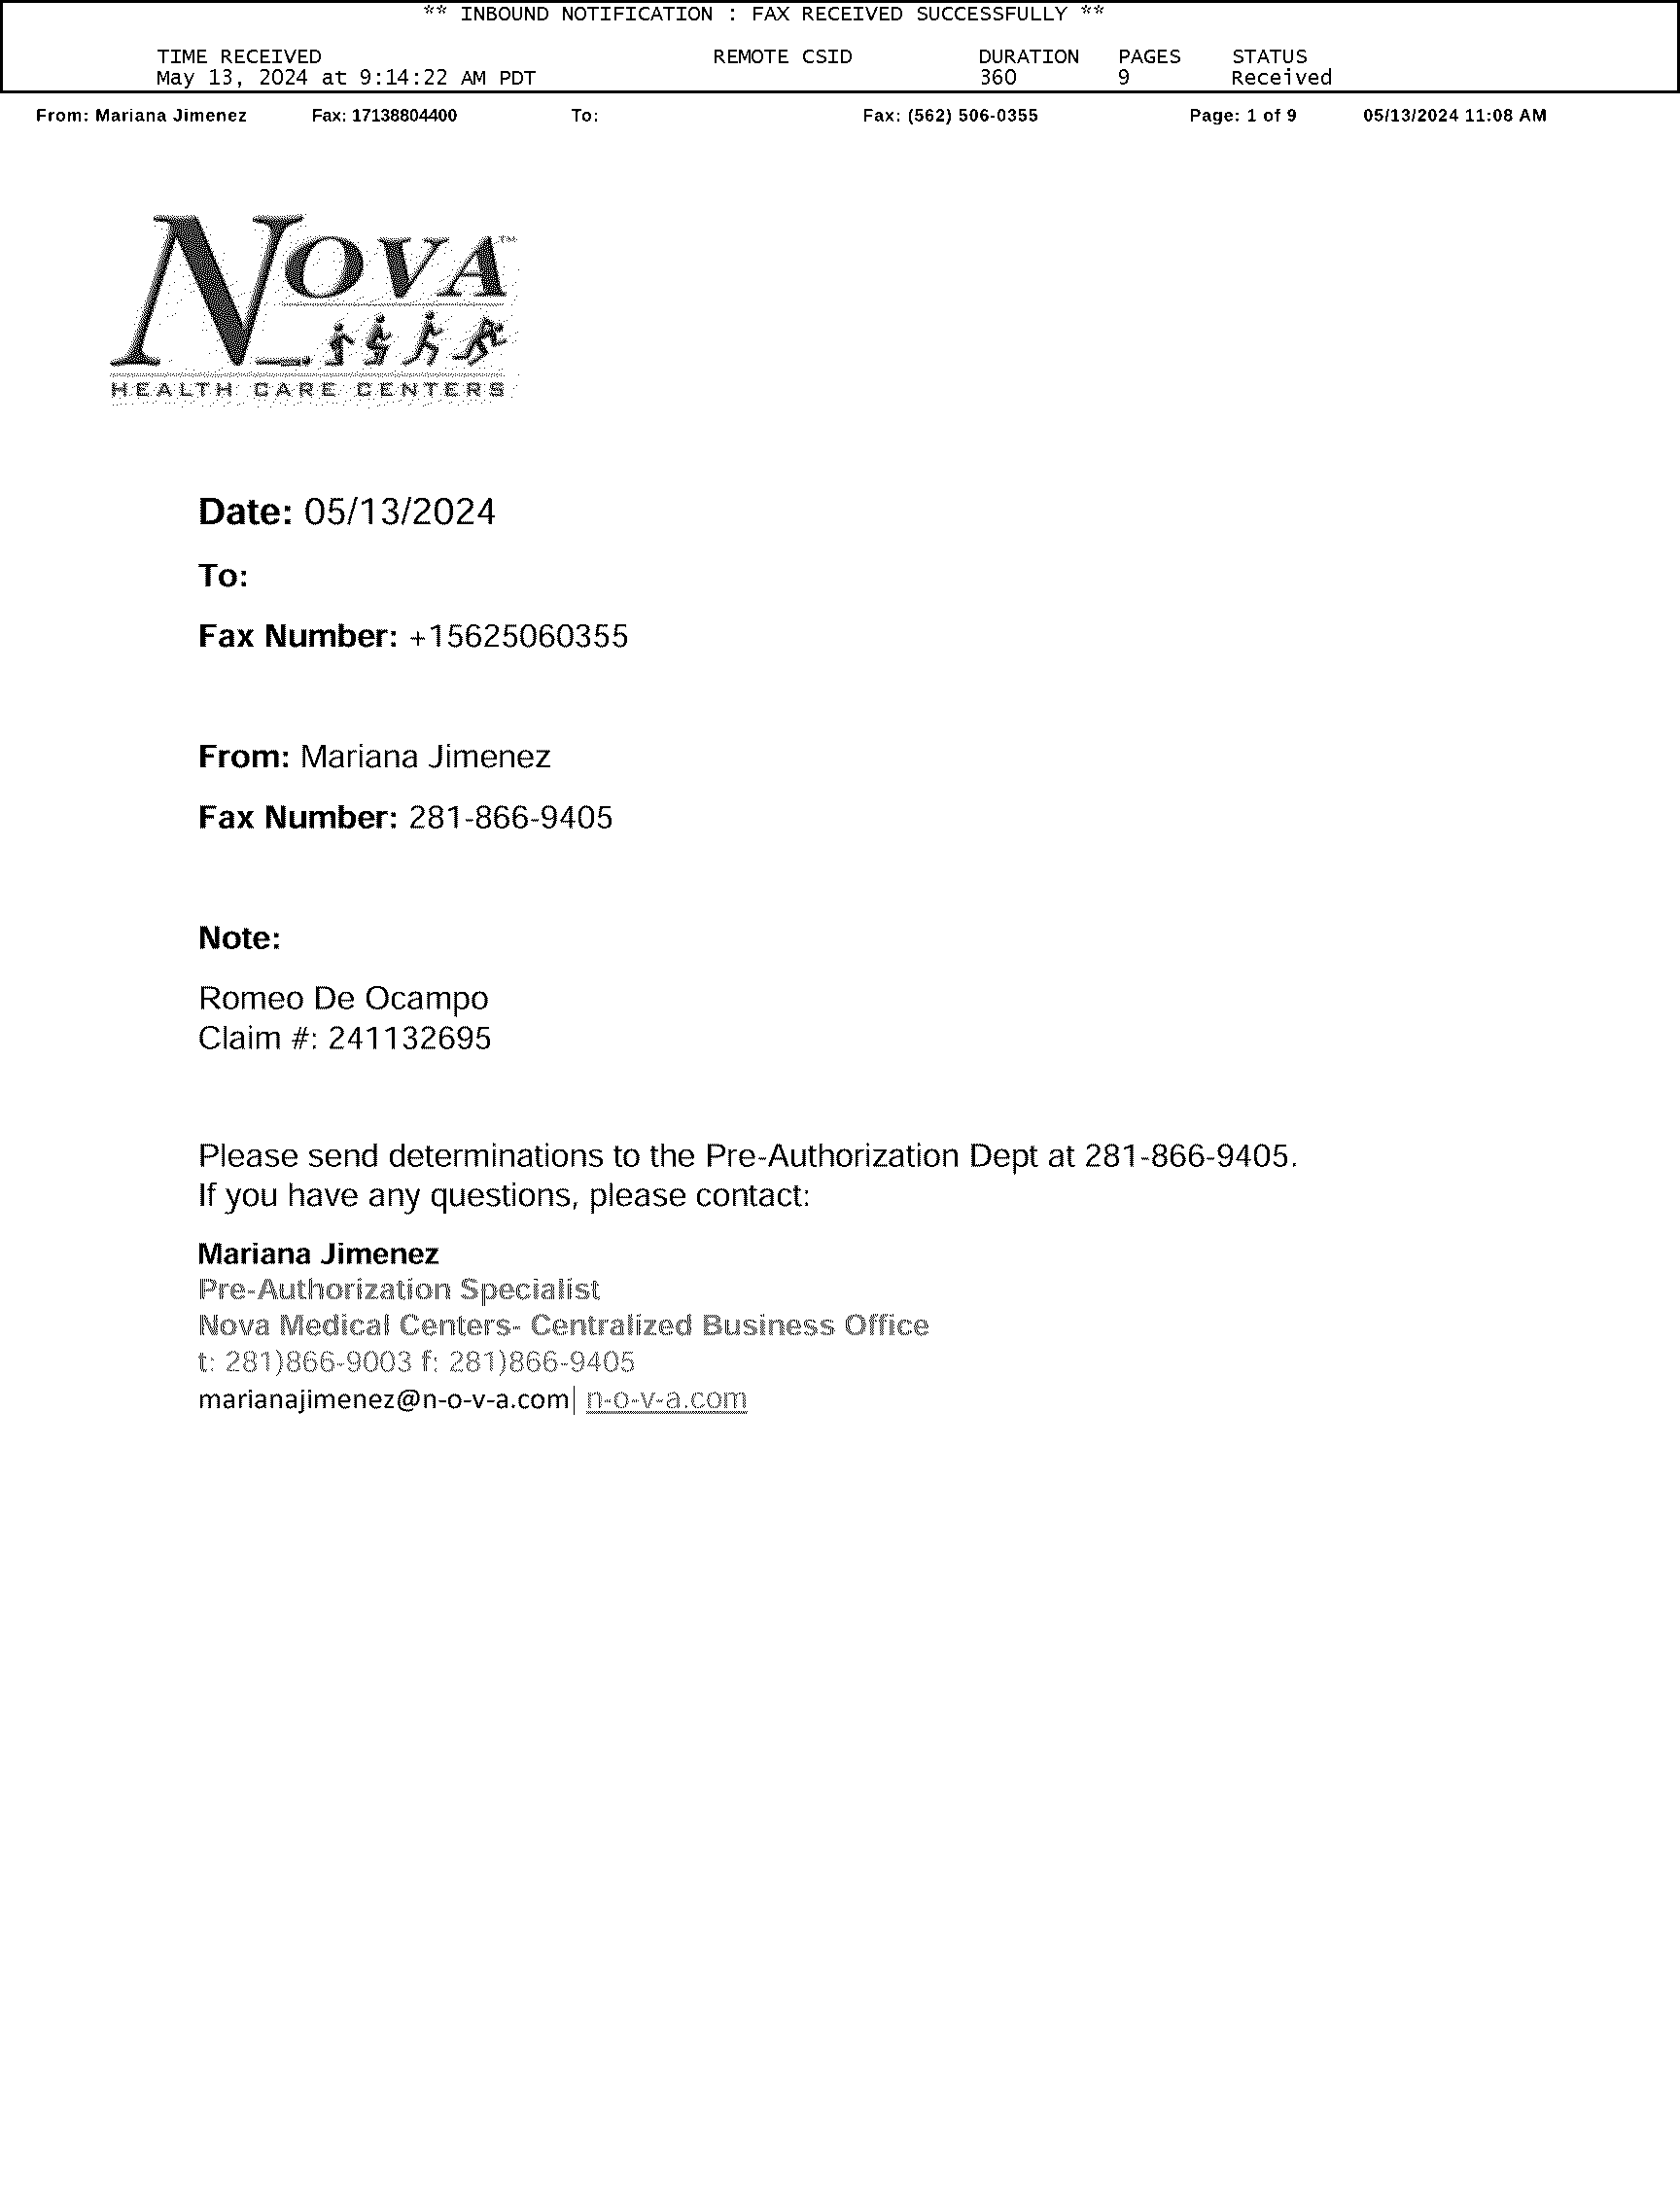 ** INBOUND NOTIFICATION : FAX RECEIVED SUCCESSFULLY **
TIME RECEIVED REMOTE CSID DURATION PAGES STATUS
May 13, 2024 at 9:14:22 AM PDT 360 9 Received
From: Mariana Jimenez Fax: 17138804400 To: Fax: (562) 506-0355 Page: 1 of 9 05/13/2024 11:08 AM
NOVA™
HEALTH CARE CENTERS
Date: 05/13/2024
To:
Fax Number: +15625060355
From: Mariana Jimenez
Fax Number: 281-866-9405
Note:
Romeo De Ocampo
Claim #: 241132695
Please send determinations to the Pre-Authorization Dept at 281-866-9405.
If you have any questions, please contact:
Mariana Jimenez
Pre-Authorization Specialist
Nova Medical Centers- Centralized Business Office
t: 281)866-9003 f: 281)866-9405
marianajimenez@n-o-v-a.com| n-o-v-a.com